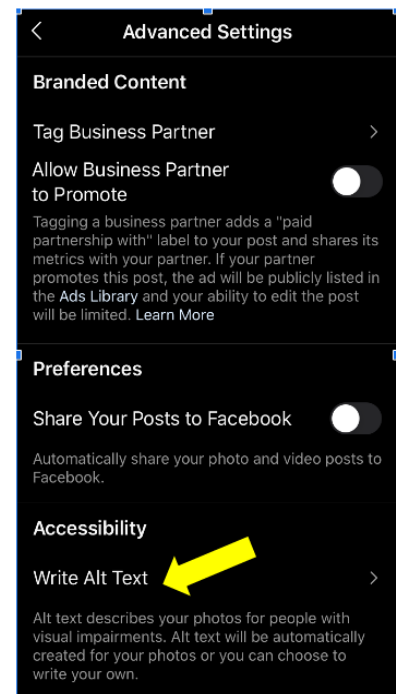 Advanced Settings
Branded Content
Tag Business Partner
Allow Business Partner
to Promote
Tagging a business partner adds a "paid
partnership with" label to your post and shares its
metrics with your partner. If your partner
promotes this post, the ad will be publicly listed in
the Ads Library and your ability to edit the post
will be limited. Learn More
Preferences
Share Your Posts to Facebook
Automatically share your photo and video posts to
Facebook.
Accessibility
Write Alt Text
Alt text describes your photos for people with
visual impairments. Alt text will be automatically
created for your photos or you can choose to
write your own.